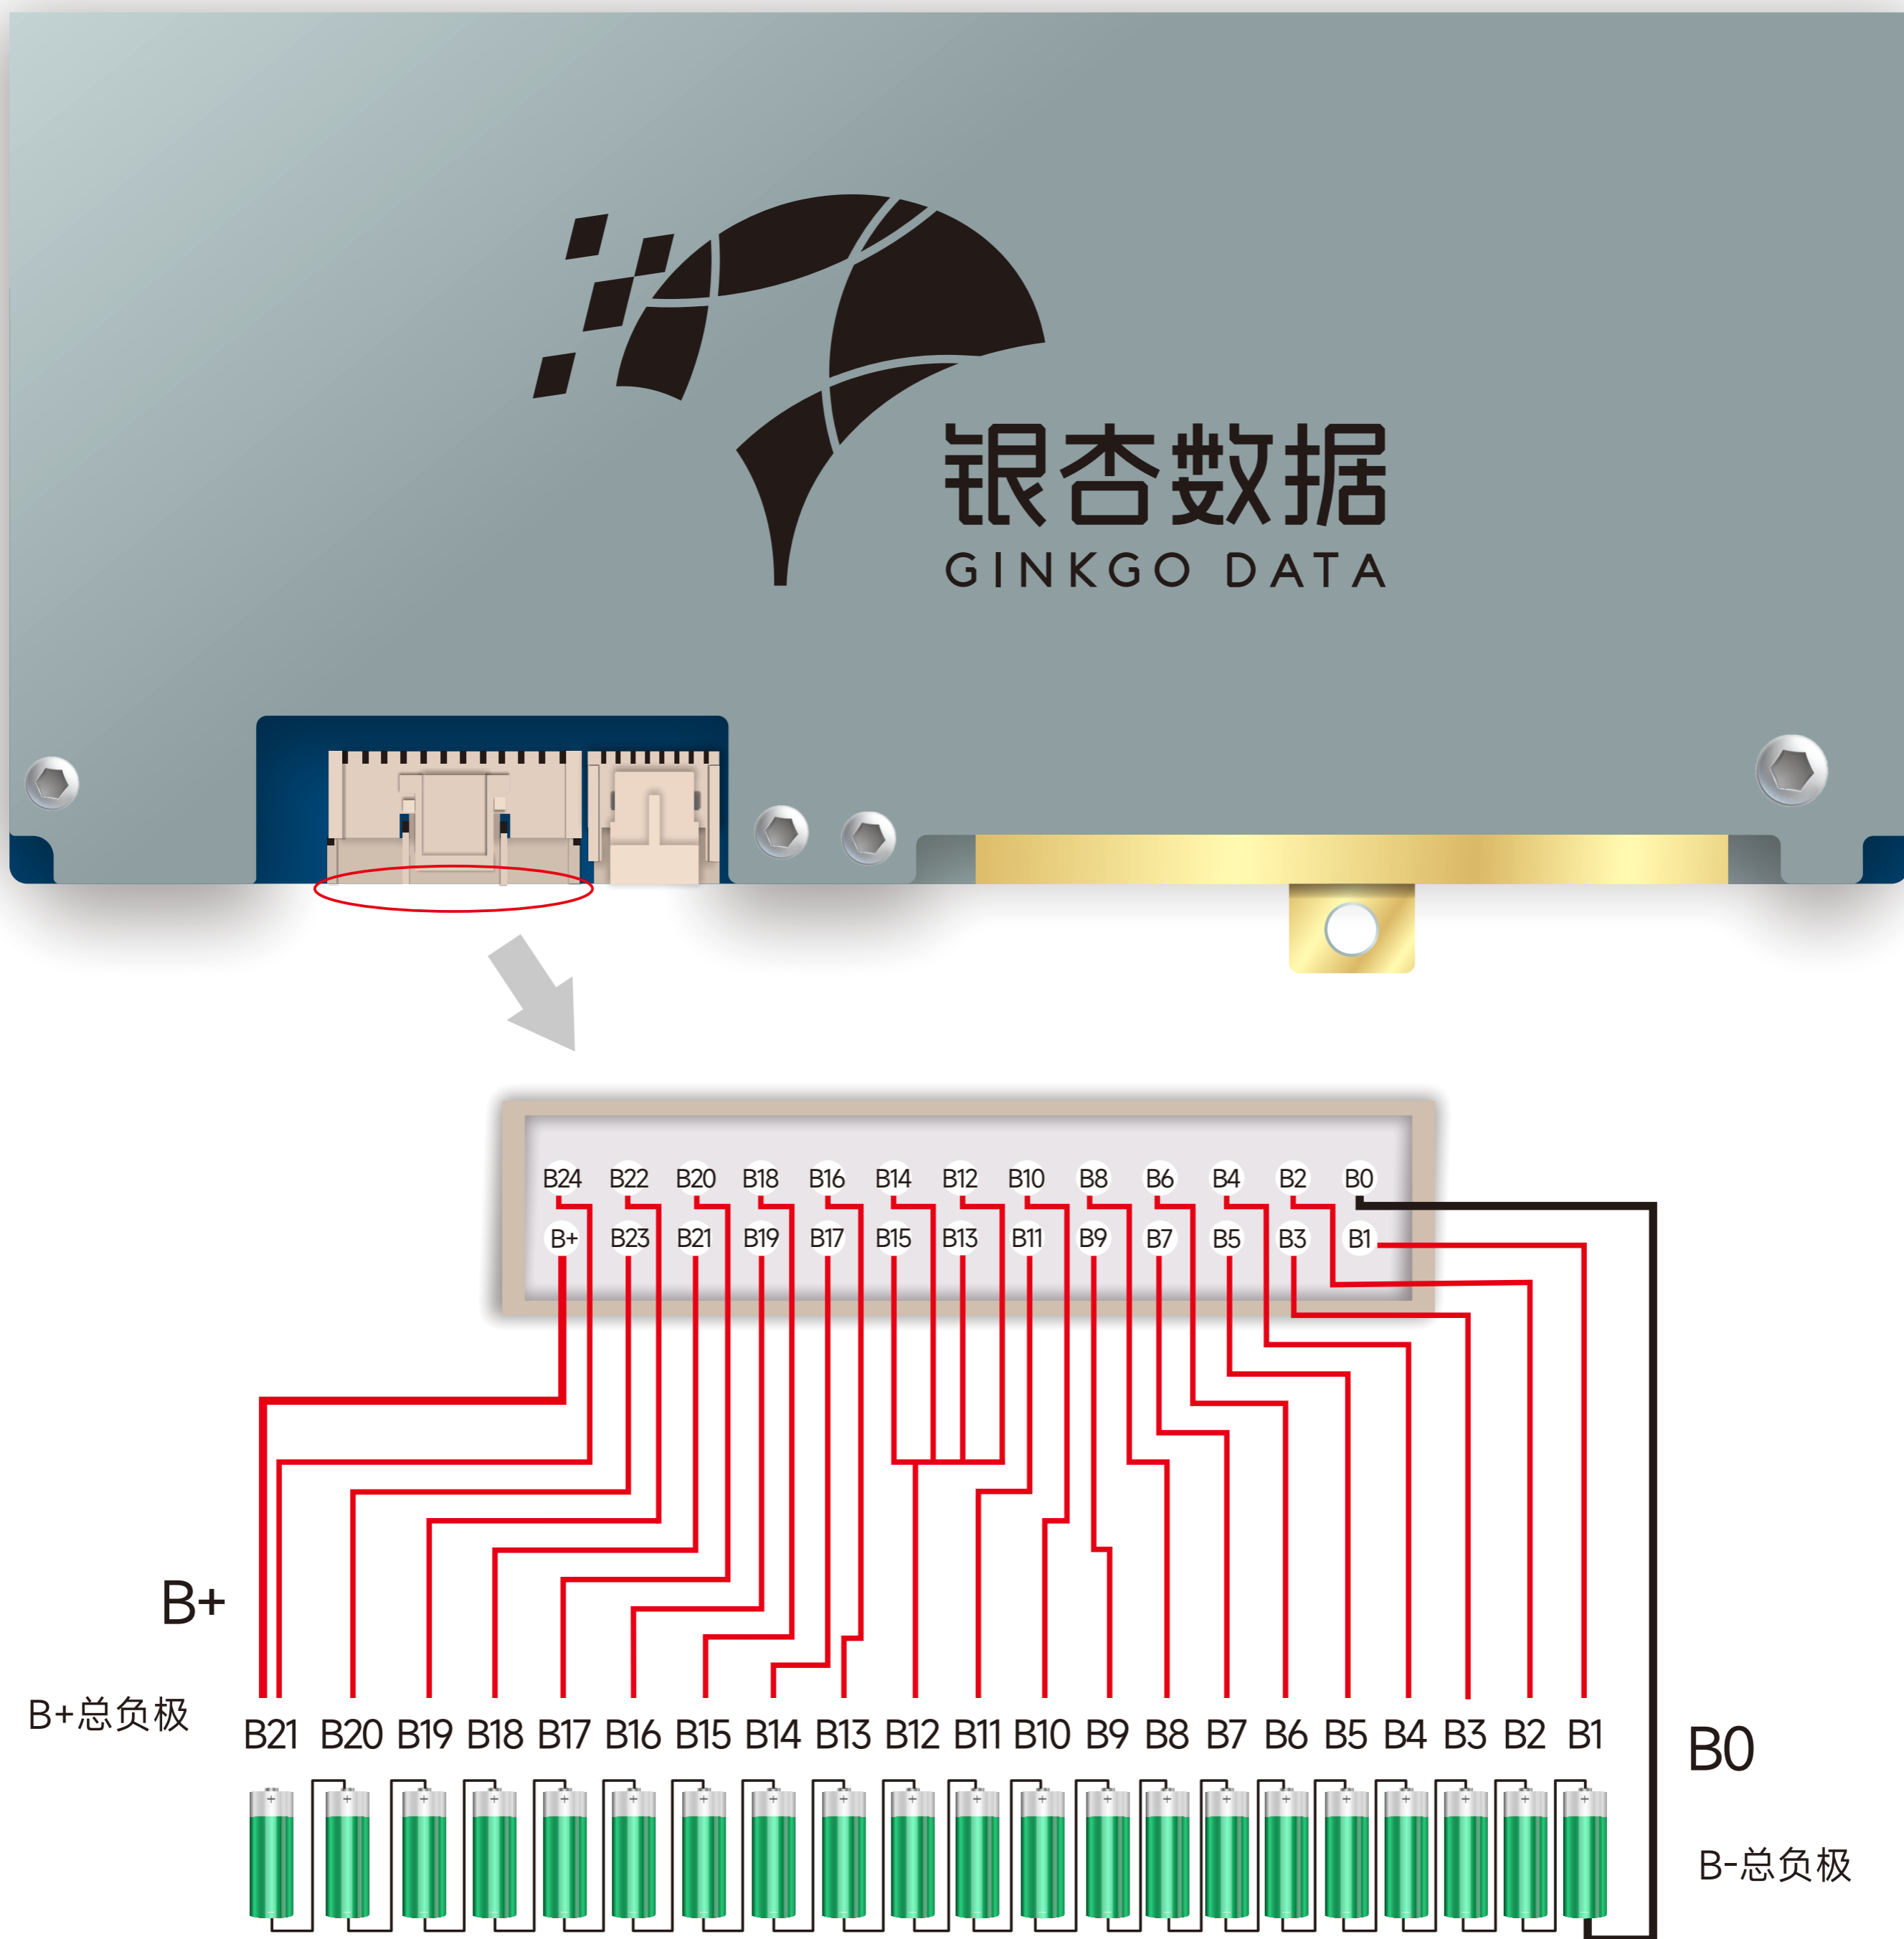 银杏数据
GINKGO DATA
B24 B22 B20 B18 B16 B14 B12 B10 B8 B6 B4 B2 B0
B+ B23 B21 B19 B17 B15 B13 B11 B9 B7 B5 B3 B1
B+
B+总负极
B21 B20 B19 B18 B17 B16 B15 B14 B13 B12 B11 B10 B9 B8 B7 B6 B5 B4 B3 B2 B1
B0
+ + + + + + + + + + + + + + + + + + + + +
B-总负极